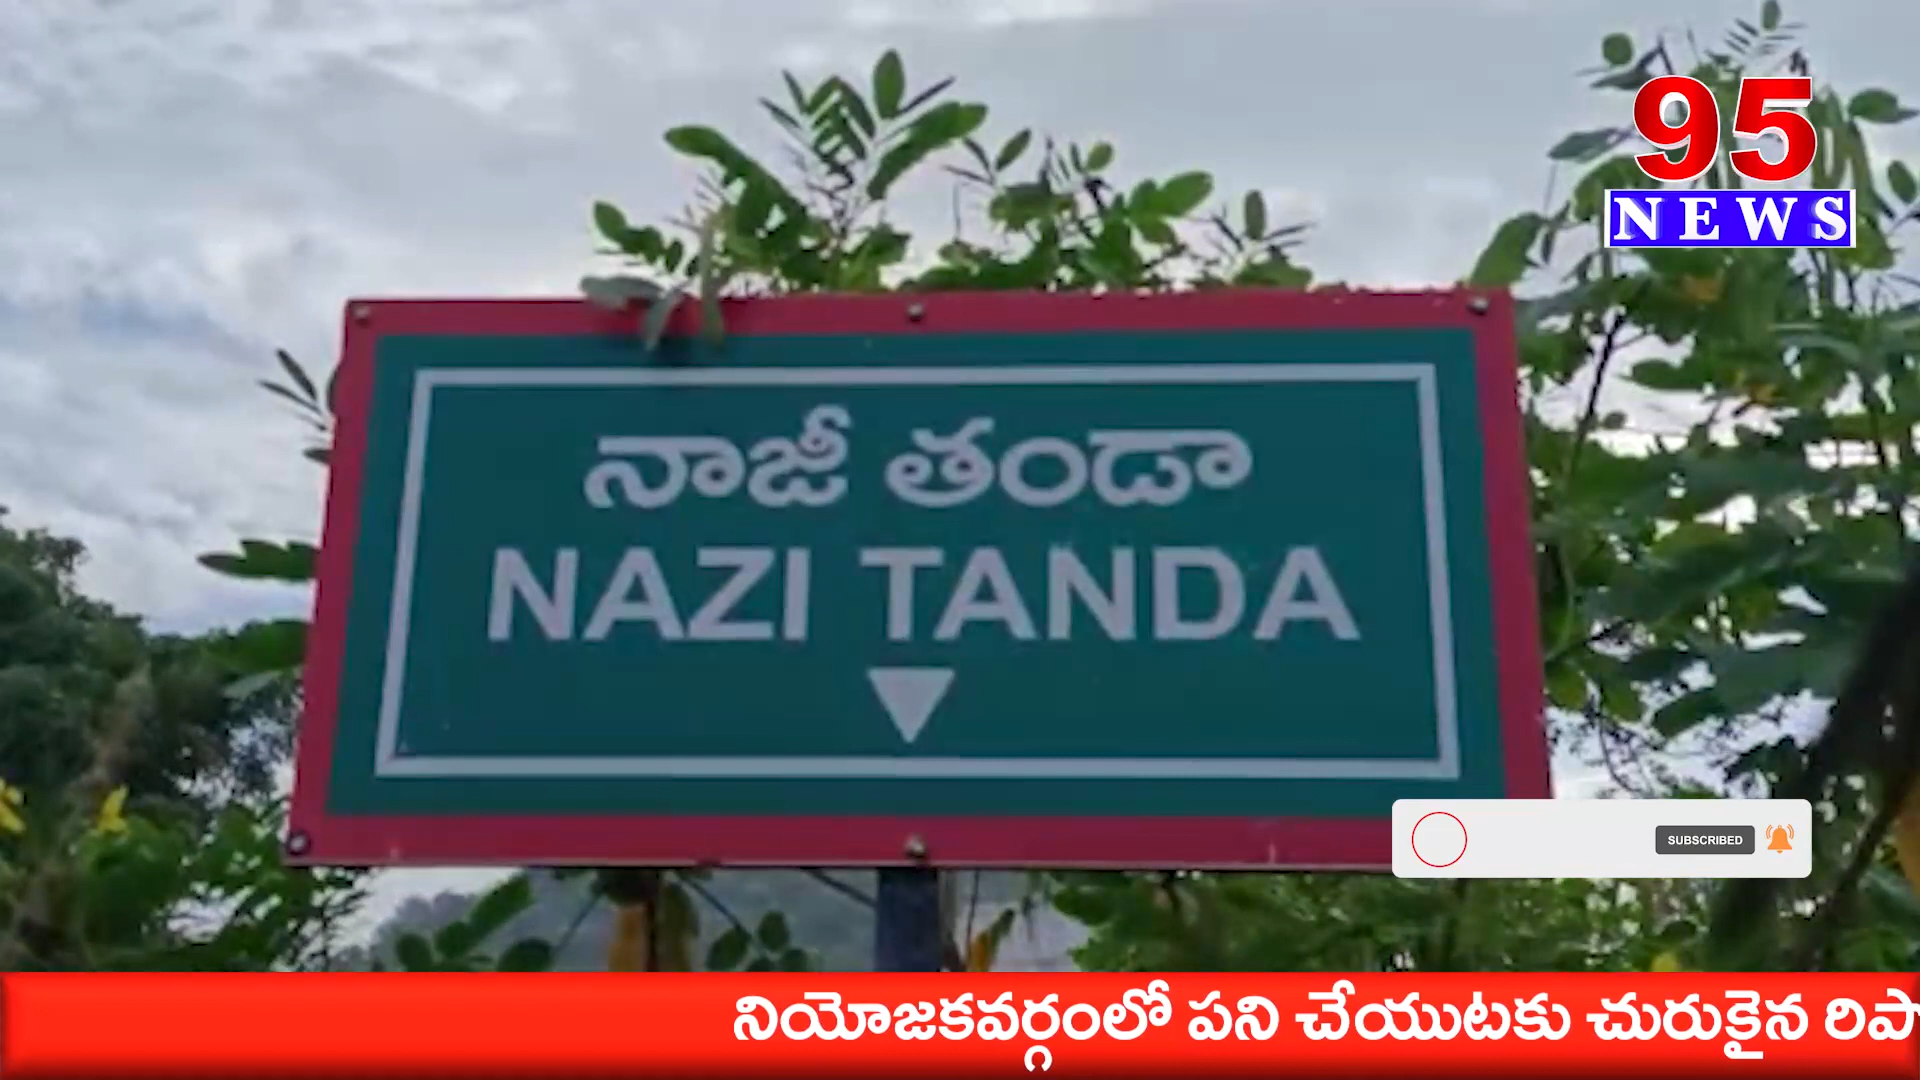 95
NEWS
నాజీ తండా
NAZI TANDA
SUBSCRIBED
నియోజకవర్గంలో పని చేయుటకు చురుకైన